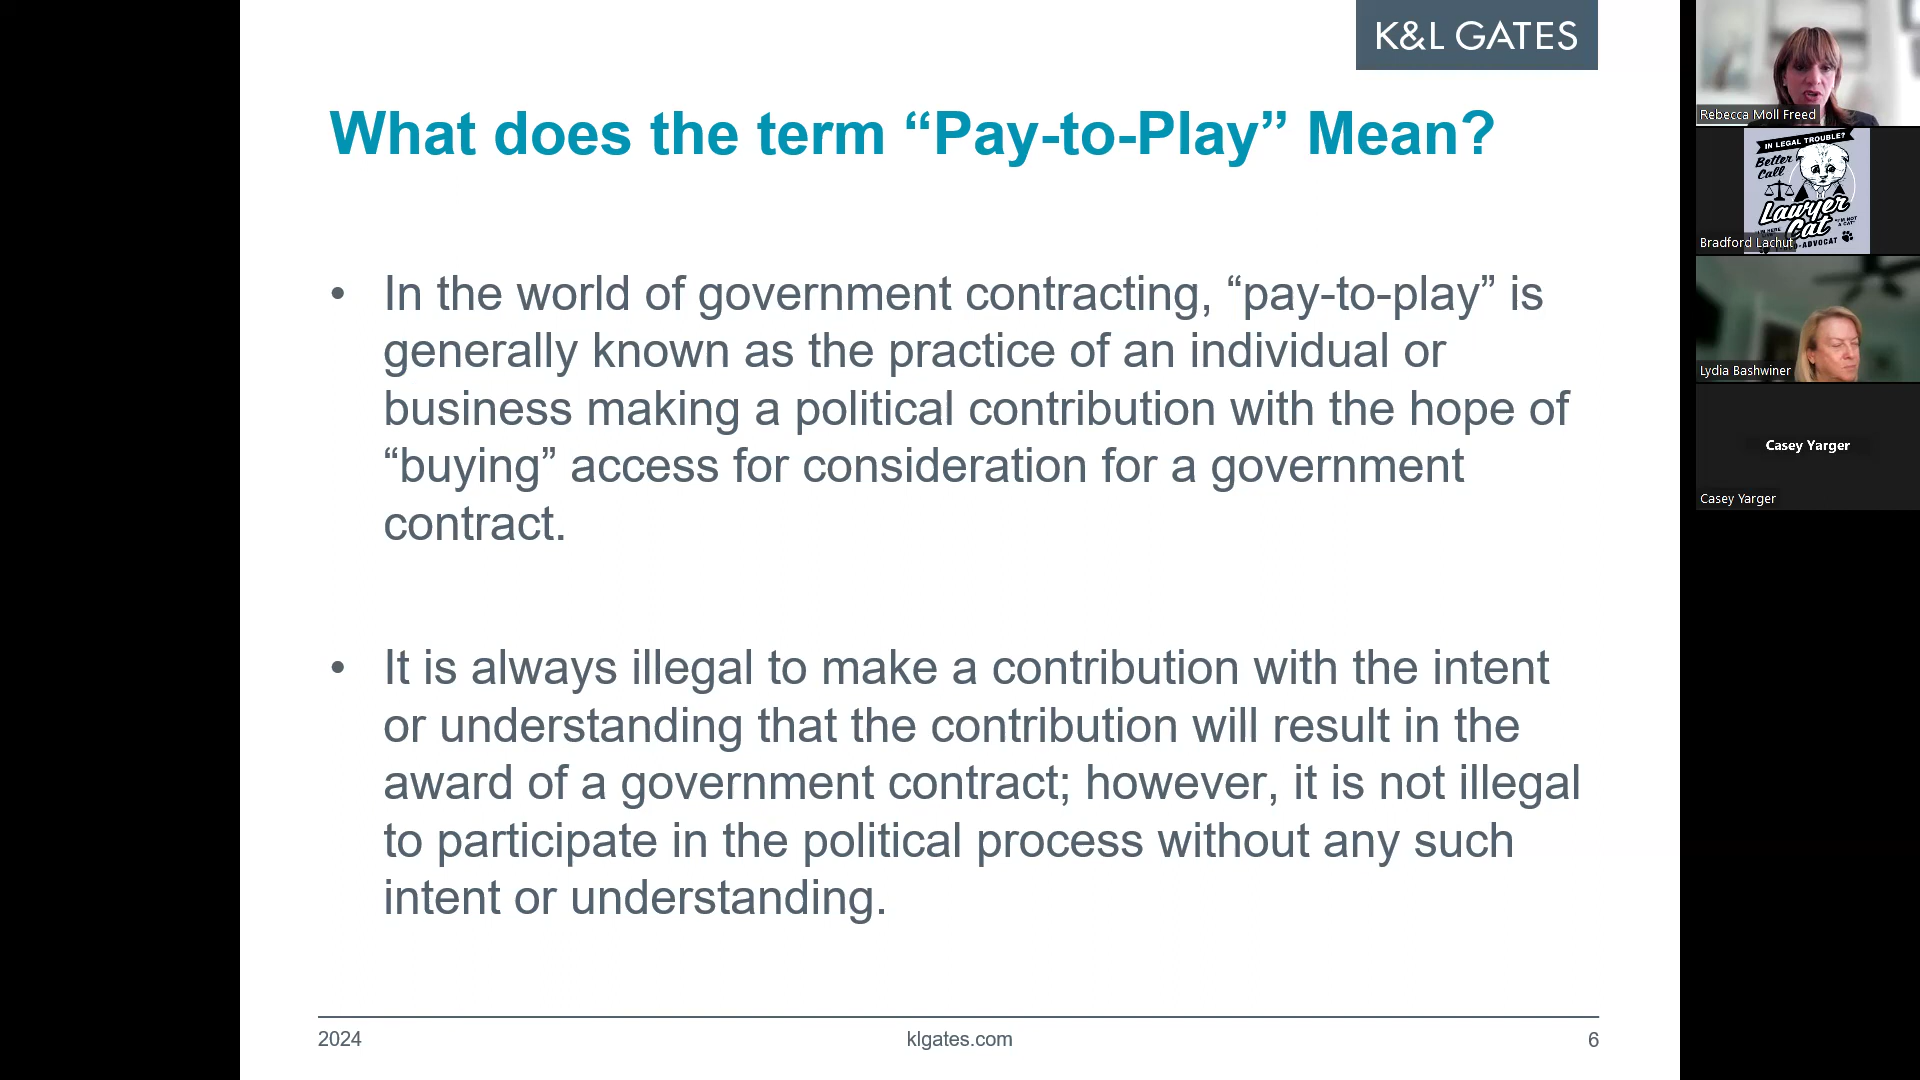 K&L GATES
What does the term “Pay-to-Play” Mean?
• In the world of government contracting, “pay-to-play” is
generally known as the practice of an individual or
business making a political contribution with the hope of
“buying” access for consideration for a government
contract.
• It is always illegal to make a contribution with the intent
or understanding that the contribution will result in the
award of a government contract; however, it is not illegal
to participate in the political process without any such
intent or understanding.
2024
klgates.com
6
Rebecca Moll Freed
IN LEGAL TROUBLE?
Better
Call
Lawyer
Cat
Bradford Lachut
Lydia Bashwiner
Casey Yarger
Casey Yarger